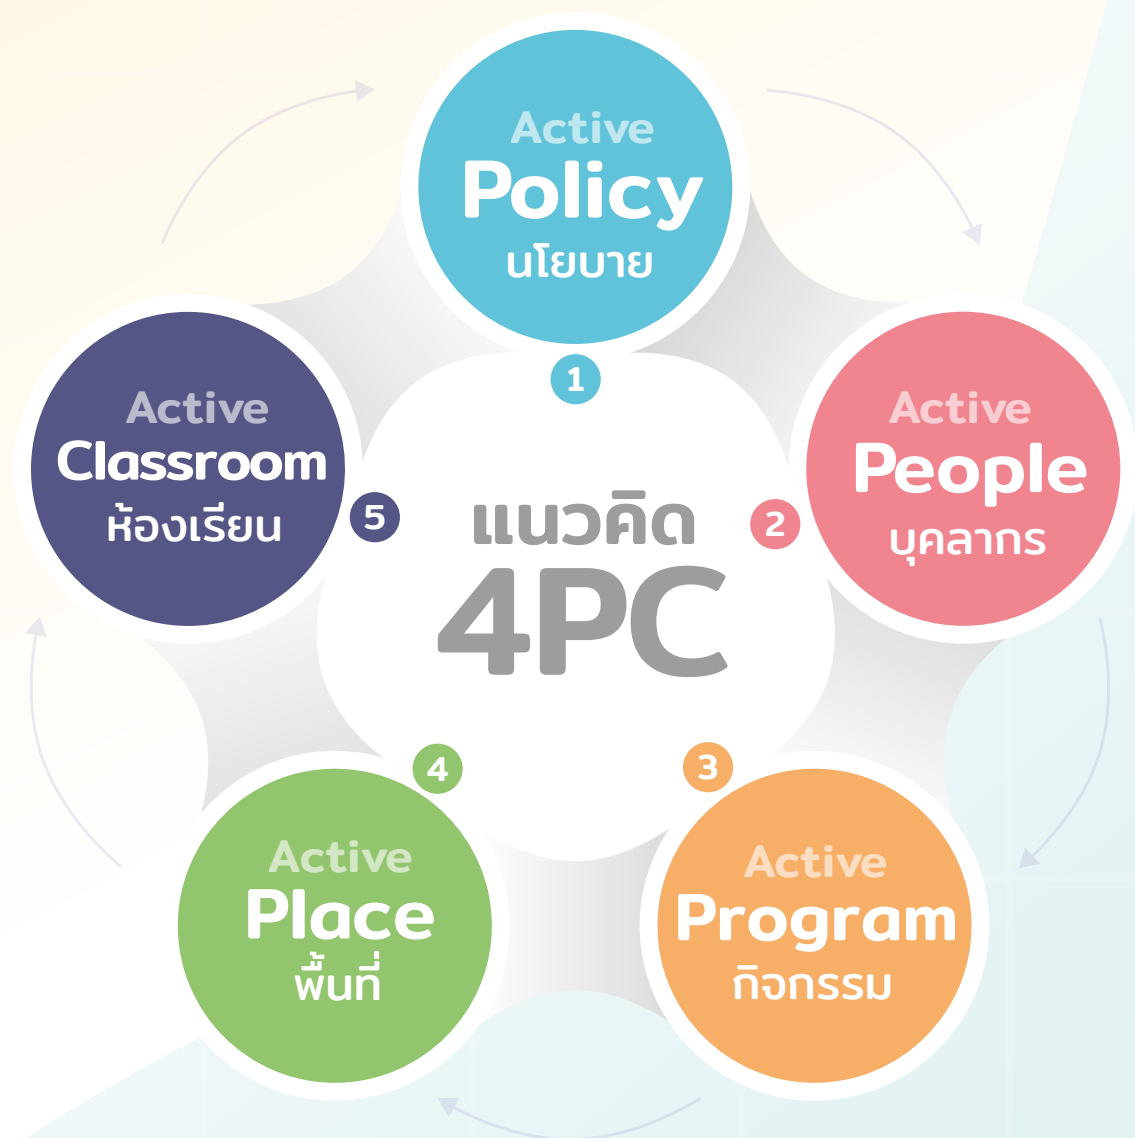 Active
Policy
นโยบาย
1
Active
People
บุคลากร
2
Active
Program
กิจกรรม
3
Active
Place
พื้นที่
4
Active
Classroom
ห้องเรียน
5
แนวคิด
4PC